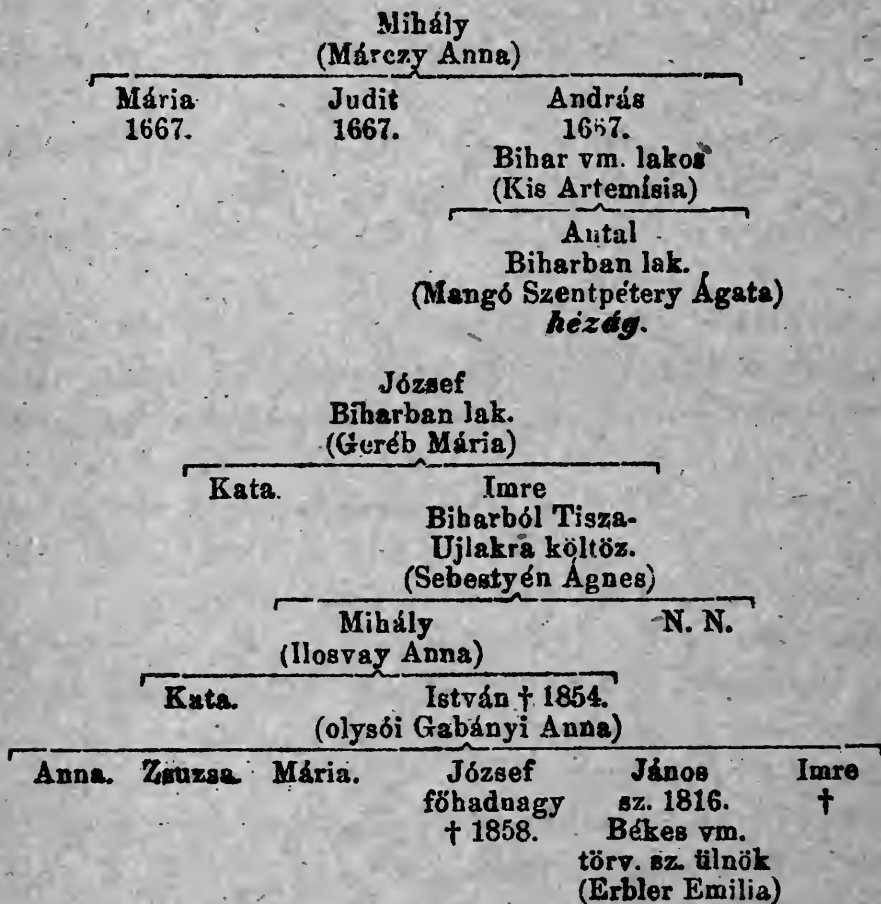 Mihály
(Márczy Anna)
Mária Judit András
1667. 1667. 1667.
Bihar vm. lakos
(Kis Artemísia)
Antal
Biharban lak.
(Mangó Szentpétery Ágata)
hézág.
József
Biharban lak.
(Geréb Mária)
Kata. Imre
Biharból Tisza-
Ujlakra költöz.
(Sebestyén Ágnes)
Mihály N. N.
(Ilosvay Anna)
Kata. István † 1854.
(olysói Gabányi Anna)
Anna. Zsuzsa. Mária. József János Imre
főhadnagy sz. 1816. †
† 1858. Békes vm.
törv. sz. ülnök
(Erbler Emilia)